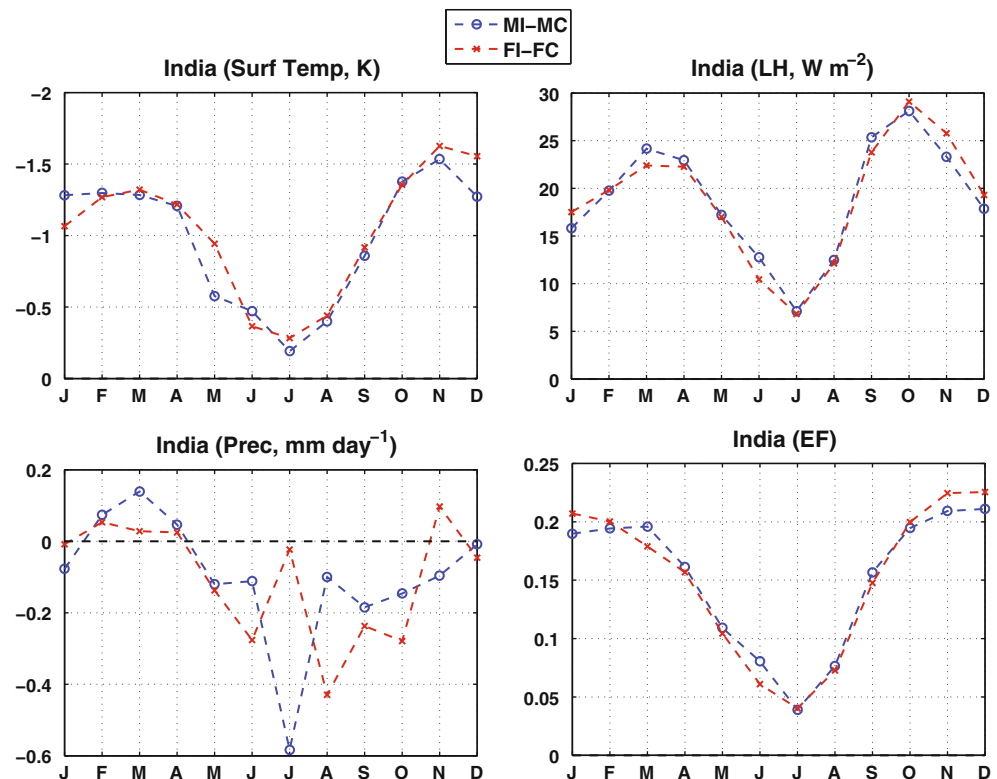 MI−MC
FI−FC
India (Surf Temp, K)
−2
−1.5
−1
−0.5
0
J F M A M J J A S O N D
India (LH, W m⁻²)
30
25
20
15
10
5
0
J F M A M J J A S O N D
India (Prec, mm day⁻¹)
0.2
0
−0.2
−0.4
−0.6
J F M A M J J A S O N D
India (EF)
0.25
0.2
0.15
0.1
0.05
0
J F M A M J J A S O N D